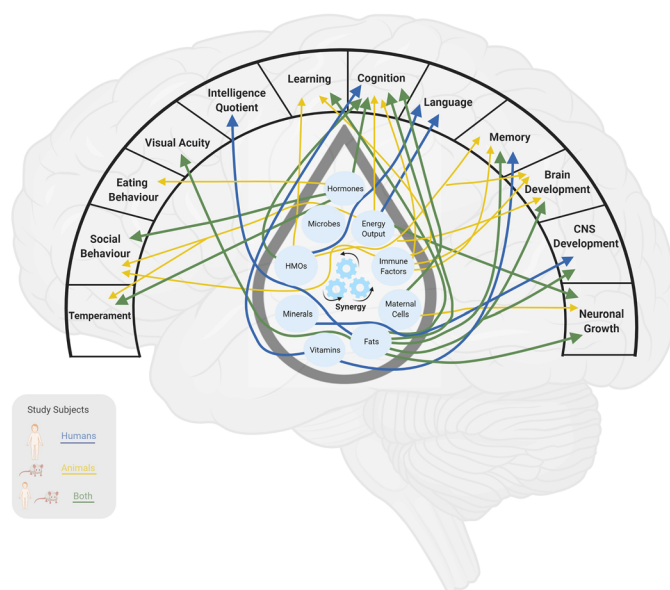 Learning
Cognition
Intelligence
Quotient
Language
Visual Acuity
Memory
Eating
Behaviour
Brain
Development
Social
Behaviour
CNS
Development
Temperament
Neuronal
Growth
Hormones
Microbes
Energy
Output
HMOs
Immune
Factors
Synergy
Minerals
Maternal
Cells
Vitamins
Fats
Study Subjects
Humans
Animals
Both